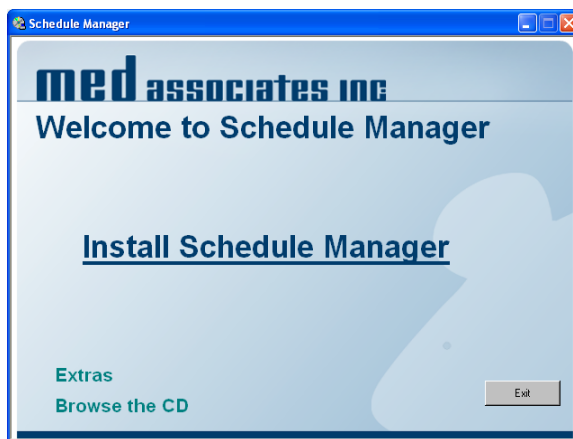 Schedule Manager
med associates inc
Welcome to Schedule Manager
Install Schedule Manager
Extras
Exit
Browse the CD